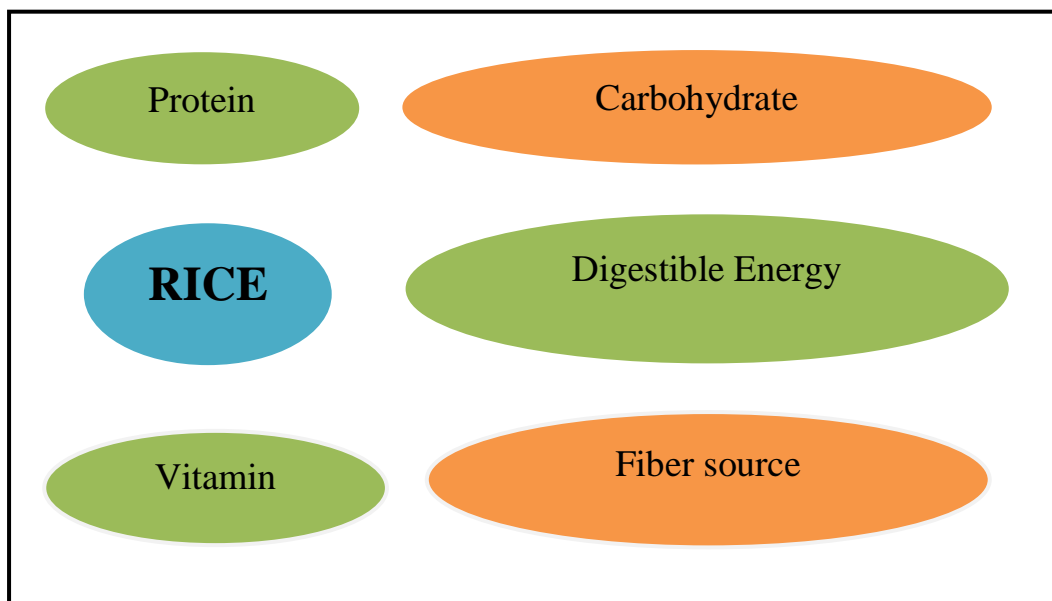 Protein
Carbohydrate
RICE
Digestible Energy
Vitamin
Fiber source